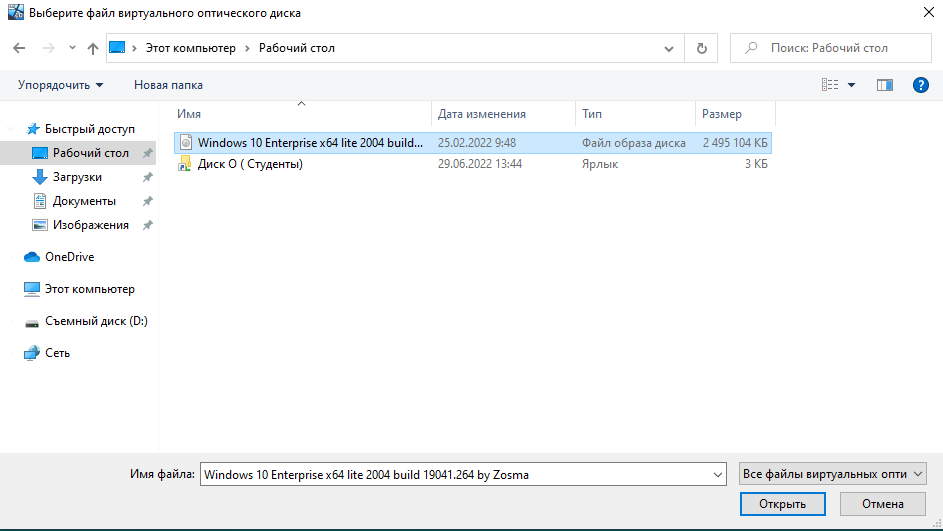 Выберите файл виртуального оптического диска
Этот компьютер > Рабочий стол
Поиск: Рабочий стол
Упорядочить
Новая папка
?
Имя Дата изменения Тип Размер
Windows 10 Enterprise x64 lite 2004 build... 25.02.2022 9:48 Файл образа диска 2 495 104 КБ
Диск О ( Студенты) 29.06.2022 13:44 Ярлык 3 КБ
Быстрый доступ
Рабочий стол
Загрузки
Документы
Изображения
OneDrive
Этот компьютер
Съемный диск (D:)
Сеть
Имя файла: Windows 10 Enterprise x64 lite 2004 build 19041.264 by Zosma
Все файлы виртуальных опти
Открыть
Отмена